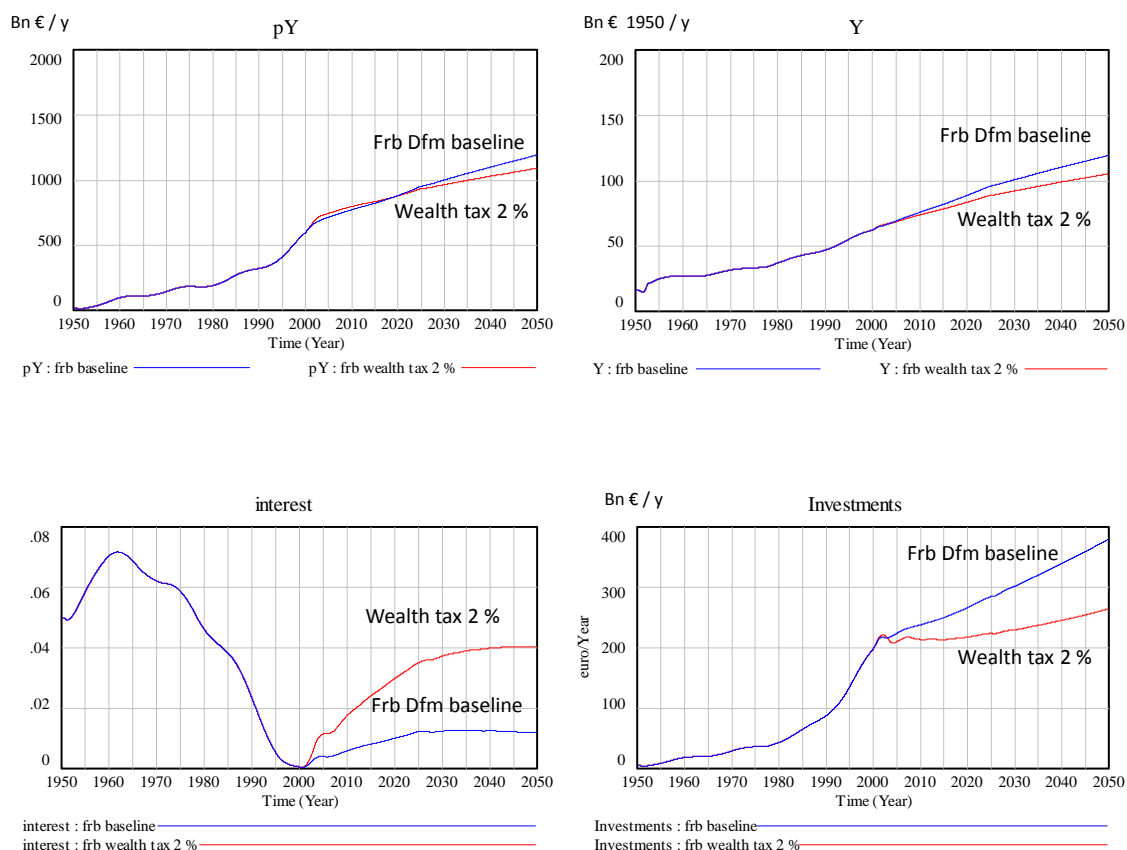 Bn € / y
pY
2000
1500
1000
500
0
Frb Dfm baseline
Wealth tax 2 %
1950 1960 1970 1980 1990 2000 2010 2020 2030 2040 2050
Time (Year)
pY : frb baseline
pY : frb wealth tax 2 %
Bn €  1950 / y
Y
200
150
100
50
0
Frb Dfm baseline
Wealth tax 2 %
1950 1960 1970 1980 1990 2000 2010 2020 2030 2040 2050
Time (Year)
Y : frb baseline
Y : frb wealth tax 2 %
interest
.08
.06
.04
.02
0
Wealth tax 2 %
Frb Dfm baseline
1950 1960 1970 1980 1990 2000 2010 2020 2030 2040 2050
Time (Year)
interest : frb baseline
interest : frb wealth tax 2 %
Bn € / y
Investments
400
300
200
100
0
euro/Year
Frb Dfm baseline
Wealth tax 2 %
1950 1960 1970 1980 1990 2000 2010 2020 2030 2040 2050
Time (Year)
Investments : frb baseline
Investments : frb wealth tax 2 %